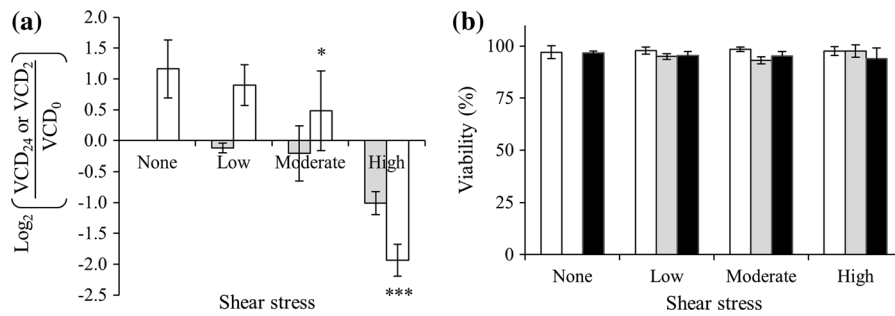 (a)
Log2 ( VCD24 or VCD2 / VCD0 )
2.0
1.5
1.0
0.5
0.0
-0.5
-1.0
-1.5
-2.0
-2.5
*
None Low Moderate High
***
Shear stress
(b)
Viability (%)
100
75
50
25
0
None Low Moderate High
Shear stress